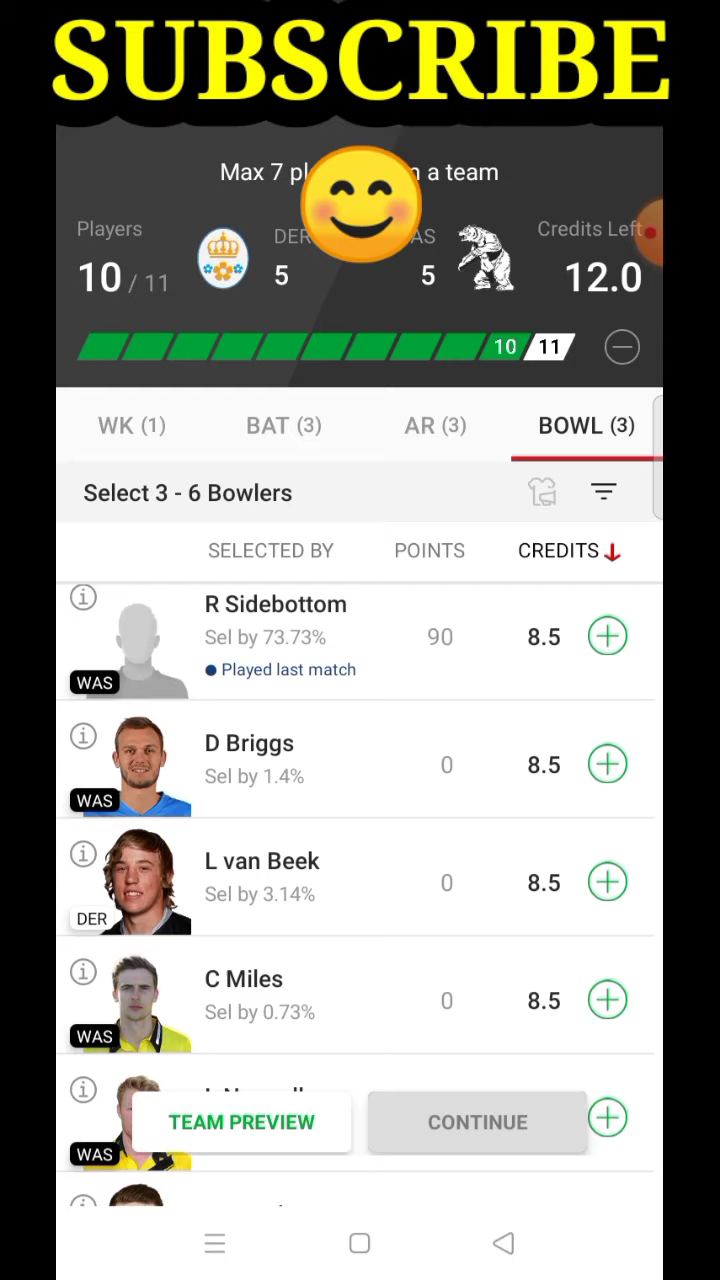 SUBSCRIBE
Max 7 a team
Players
DER
AS
Credits Left
10 / 11
5
5
12.0
10
11
WK (1)
BAT (3)
AR (3)
BOWL (3)
Select 3 - 6 Bowlers
SELECTED BY
POINTS
CREDITS
R Sidebottom
Sel by 73.73%
90
8.5
Played last match
WAS
D Briggs
Sel by 1.4%
0
8.5
WAS
L van Beek
Sel by 3.14%
0
8.5
DER
C Miles
Sel by 0.73%
0
8.5
WAS
TEAM PREVIEW
CONTINUE
WAS